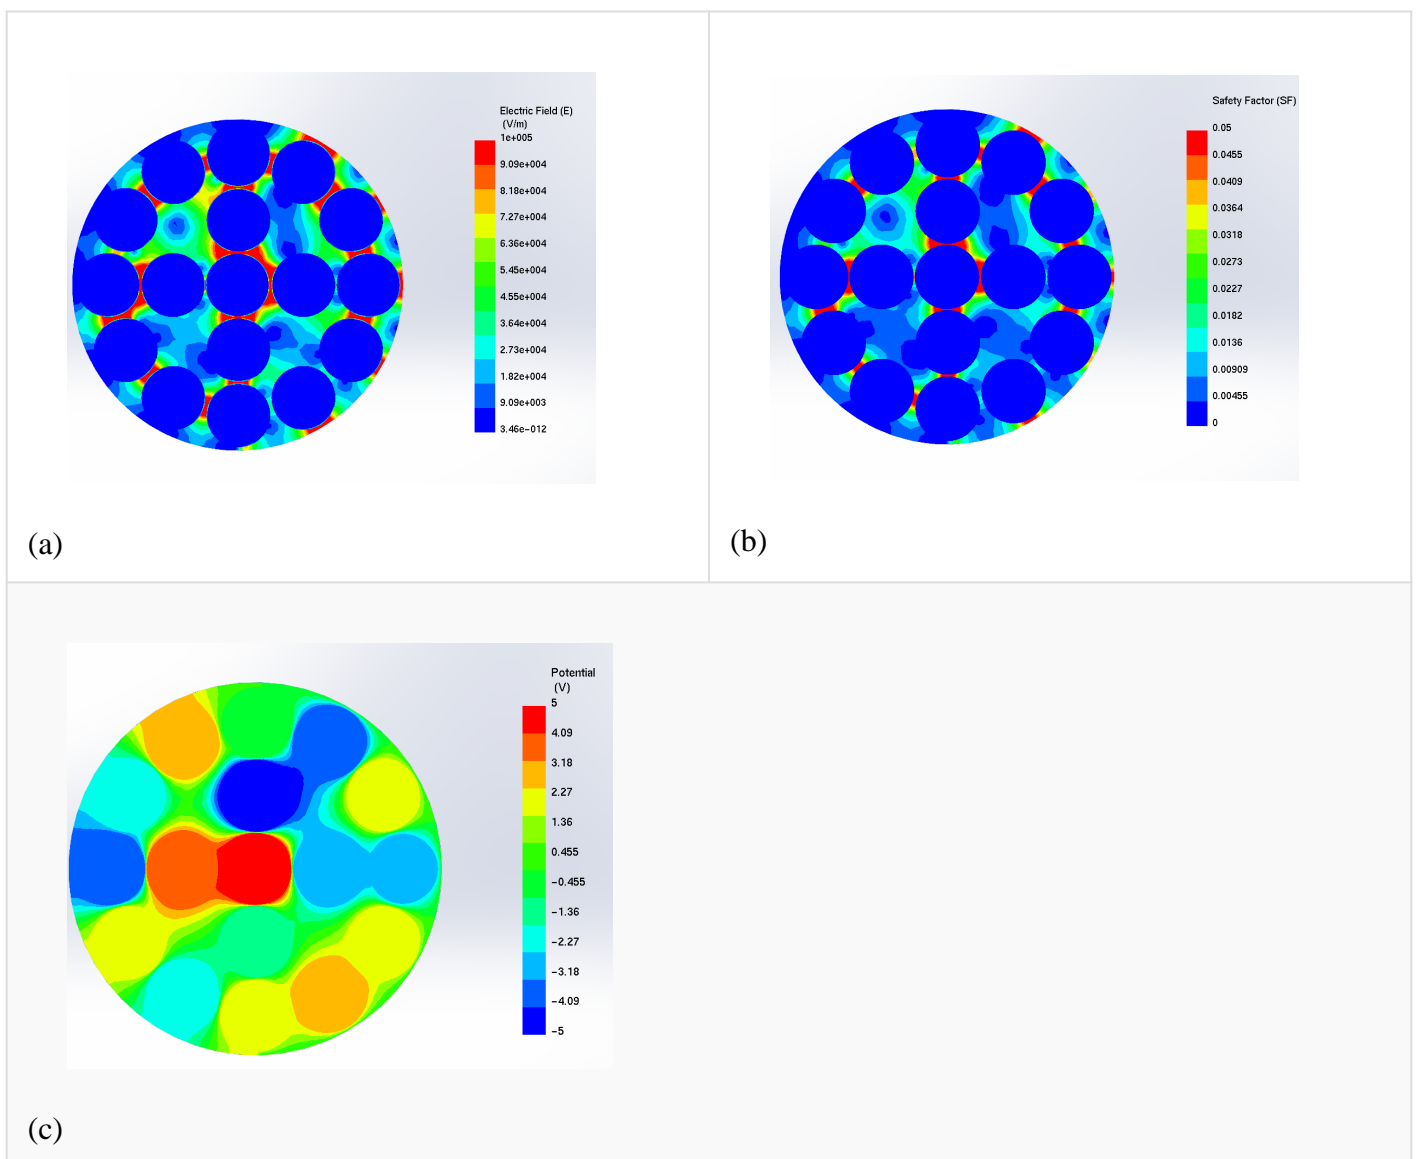 Electric Field (E)
(V/m)
1e+005
9.09e+004
8.18e+004
7.27e+004
6.36e+004
5.45e+004
4.55e+004
3.64e+004
2.73e+004
1.82e+004
9.09e+003
3.46e−012
(a)
Safety Factor (SF)
0.05
0.0455
0.0409
0.0364
0.0318
0.0273
0.0227
0.0182
0.0136
0.00909
0.00455
0
(b)
Potential
(V)
5
4.09
3.18
2.27
1.36
0.455
−0.455
−1.36
−2.27
−3.18
−4.09
−5
(c)